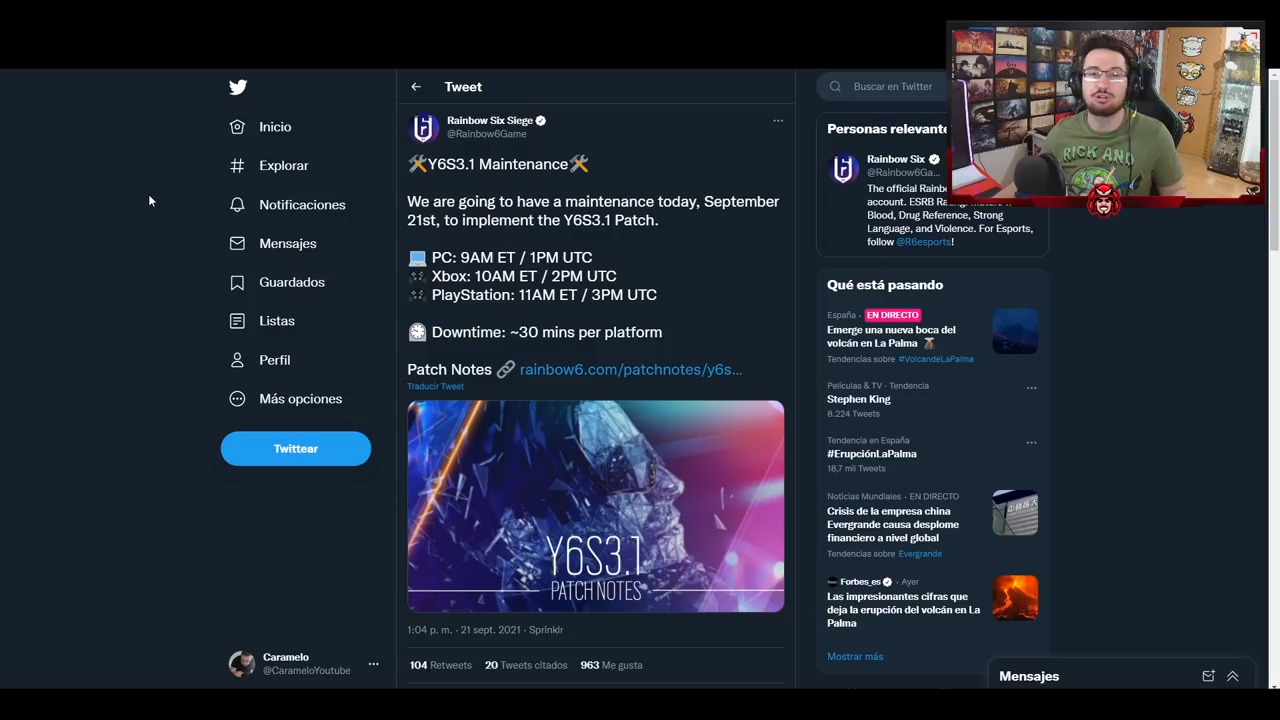 Inicio
Explorar
Notificaciones
Mensajes
Guardados
Listas
Perfil
Más opciones
Twittear
Caramelo
@CarameloYoutube
Tweet
Rainbow Six Siege
@Rainbow6Game
🛠Y6S3.1 Maintenance🛠
We are going to have a maintenance today, September
21st, to implement the Y6S3.1 Patch.
💻 PC: 9AM ET / 1PM UTC
🎮 Xbox: 10AM ET / 2PM UTC
🎮 PlayStation: 11AM ET / 3PM UTC
⏲ Downtime: ~30 mins per platform
Patch Notes 🔗 rainbow6.com/patchnotes/y6s...
Traducir Tweet
Y6S3.1
PATCH NOTES
1:04 p. m. · 21 sept. 2021 · Sprinklr
104 Retweets 20 Tweets citados 963 Me gusta
Buscar en Twitter
Personas relevante
Rainbow Six
@Rainbow6Ga...
The official Rainb
account. ESRB Rating:
Blood, Drug Reference, Strong
Language, and Violence. For Esports,
follow @R6esports!
RICK AND
Qué está pasando
España · EN DIRECTO
Emerge una nueva boca del
volcán en La Palma 🌋
Tendencias sobre #VolcandeLaPalma
Películas & TV · Tendencia
Stephen King
8.224 Tweets
Tendencia en España
#ErupciónLaPalma
18,7 mil Tweets
Noticias Mundiales · EN DIRECTO
Crisis de la empresa china
Evergrande causa desplome
financiero a nivel global
Tendencias sobre Evergrande
Forbes_es · Ayer
Las impresionantes cifras que
deja la erupción del volcán en La
Palma
Mostrar más
Mensajes